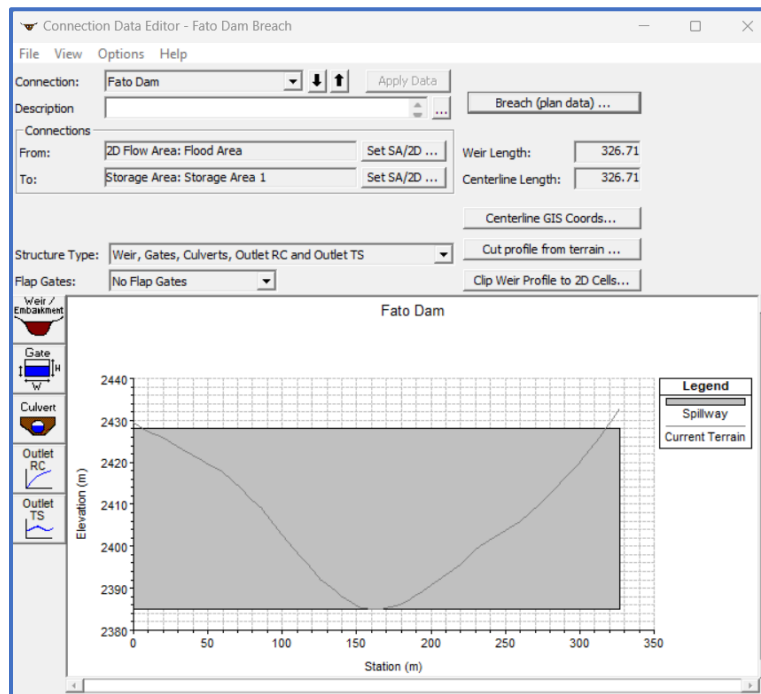 Connection Data Editor - Fato Dam Breach
File View Options Help
Connection: Fato Dam Apply Data
Description ... Breach (plan data) ...
Connections
From: 2D Flow Area: Flood Area Set SA/2D ... Weir Length: 326.71
To: Storage Area: Storage Area 1 Set SA/2D ... Centerline Length: 326.71
Centerline GIS Coords...
Structure Type: Weir, Gates, Culverts, Outlet RC and Outlet TS Cut profile from terrain ...
Flap Gates: No Flap Gates Clip Weir Profile to 2D Cells...
Weir / Embankment
Gate
H
W
Culvert
Outlet
RC
Outlet
TS
Fato Dam
2440
2430
2420
2410
2400
2390
2380
Elevation (m)
0 50 100 150 200 250 300 350
Station (m)
Legend
Spillway
Current Terrain